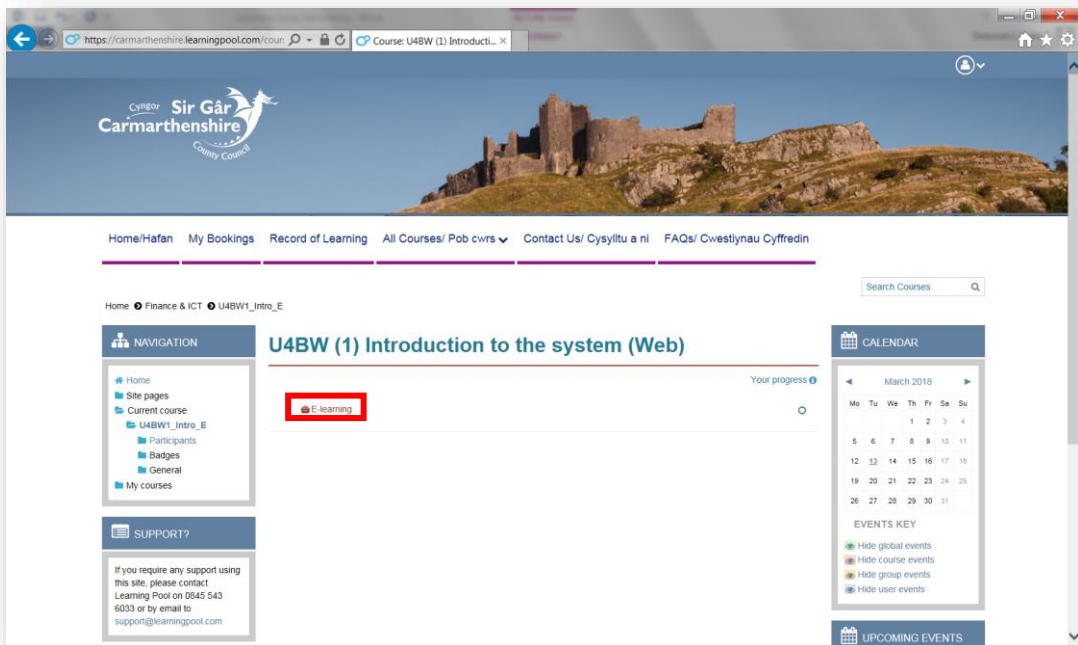 https://carmarthenshire.learningpool.com/cour
Course: U4BW (1) Introducti...
Cyngor Sir Gâr
Carmarthenshire
County Council
Home/Hafan My Bookings Record of Learning All Courses/ Pob cwrs Contact Us/ Cysylltu a ni FAQs/ Cwestiynau Cyffredin
Search Courses
Home Finance & ICT U4BW1_Intro_E
NAVIGATION
Home
Site pages
Current course
U4BW1_Intro_E
Participants
Badges
General
My courses
SUPPORT?
If you require any support using
this site, please contact
Learning Pool on 0845 543
6033 or by email to
support@learningpool.com
U4BW (1) Introduction to the system (Web)
Your progress
E-learning
CALENDAR
March 2018
Mo Tu We Th Fr Sa Su
1 2 3 4
5 6 7 8 9 10 11
12 13 14 15 16 17 18
19 20 21 22 23 24 25
26 27 28 29 30 31
EVENTS KEY
Hide global events
Hide course events
Hide group events
Hide user events
UPCOMING EVENTS